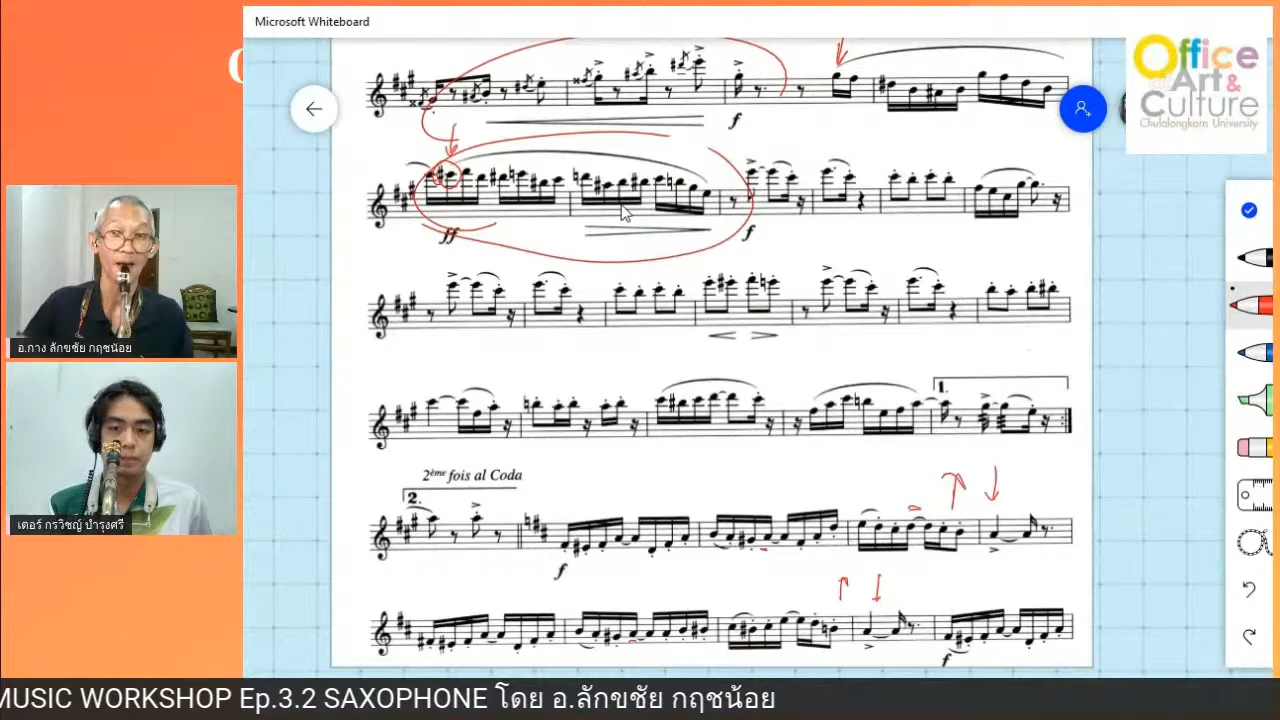 Microsoft Whiteboard
Office
of
Art &
Culture
Chulalongkorn University
f
ff
f
1.
2ème fois al Coda
2.
f
f
อ.กาง ลักขชัย กฤชน้อย
เตอร์ กรวิชญ์ บำรุงศรี
MUSIC WORKSHOP Ep.3.2 SAXOPHONE โดย อ.ลักขชัย กฤชน้อย